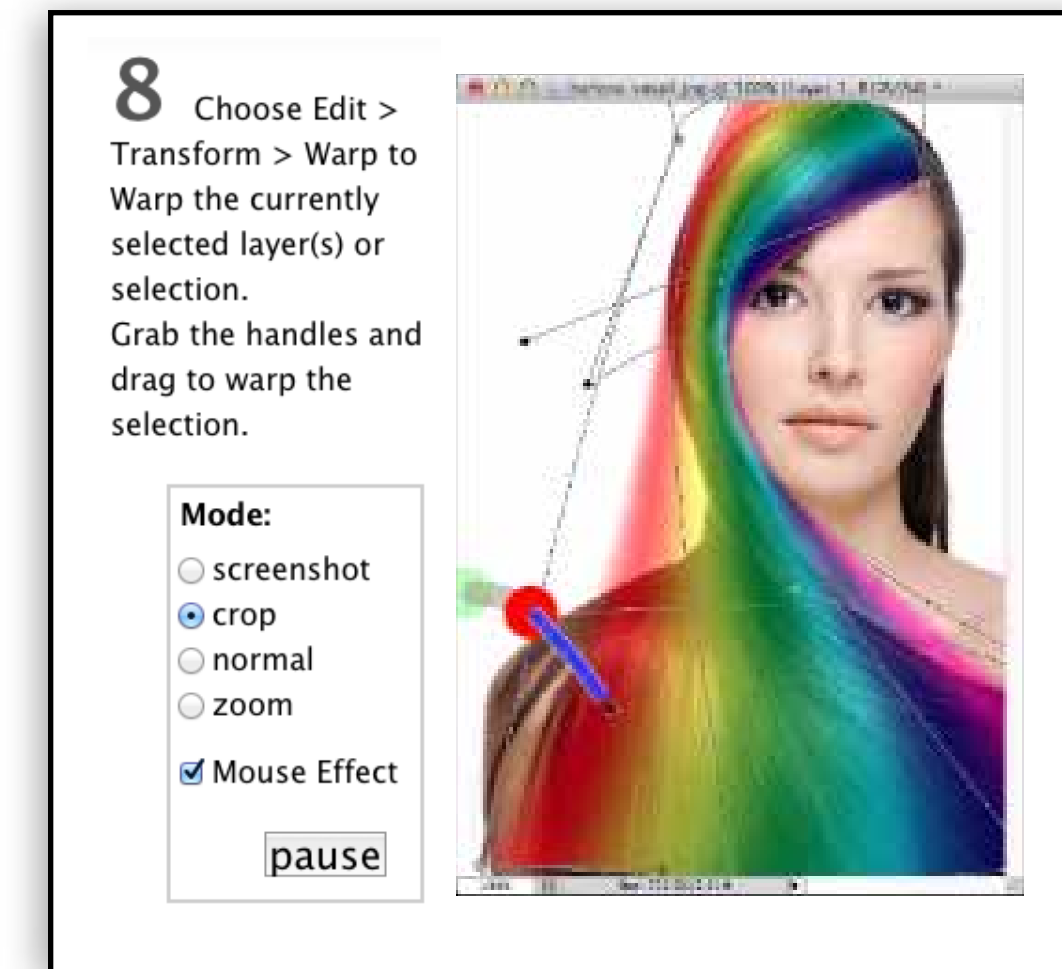 8 Choose Edit >
Transform > Warp to
Warp the currently
selected layer(s) or
selection.
Grab the handles and
drag to warp the
selection.
Mode:
screenshot
crop
normal
zoom
Mouse Effect
pause